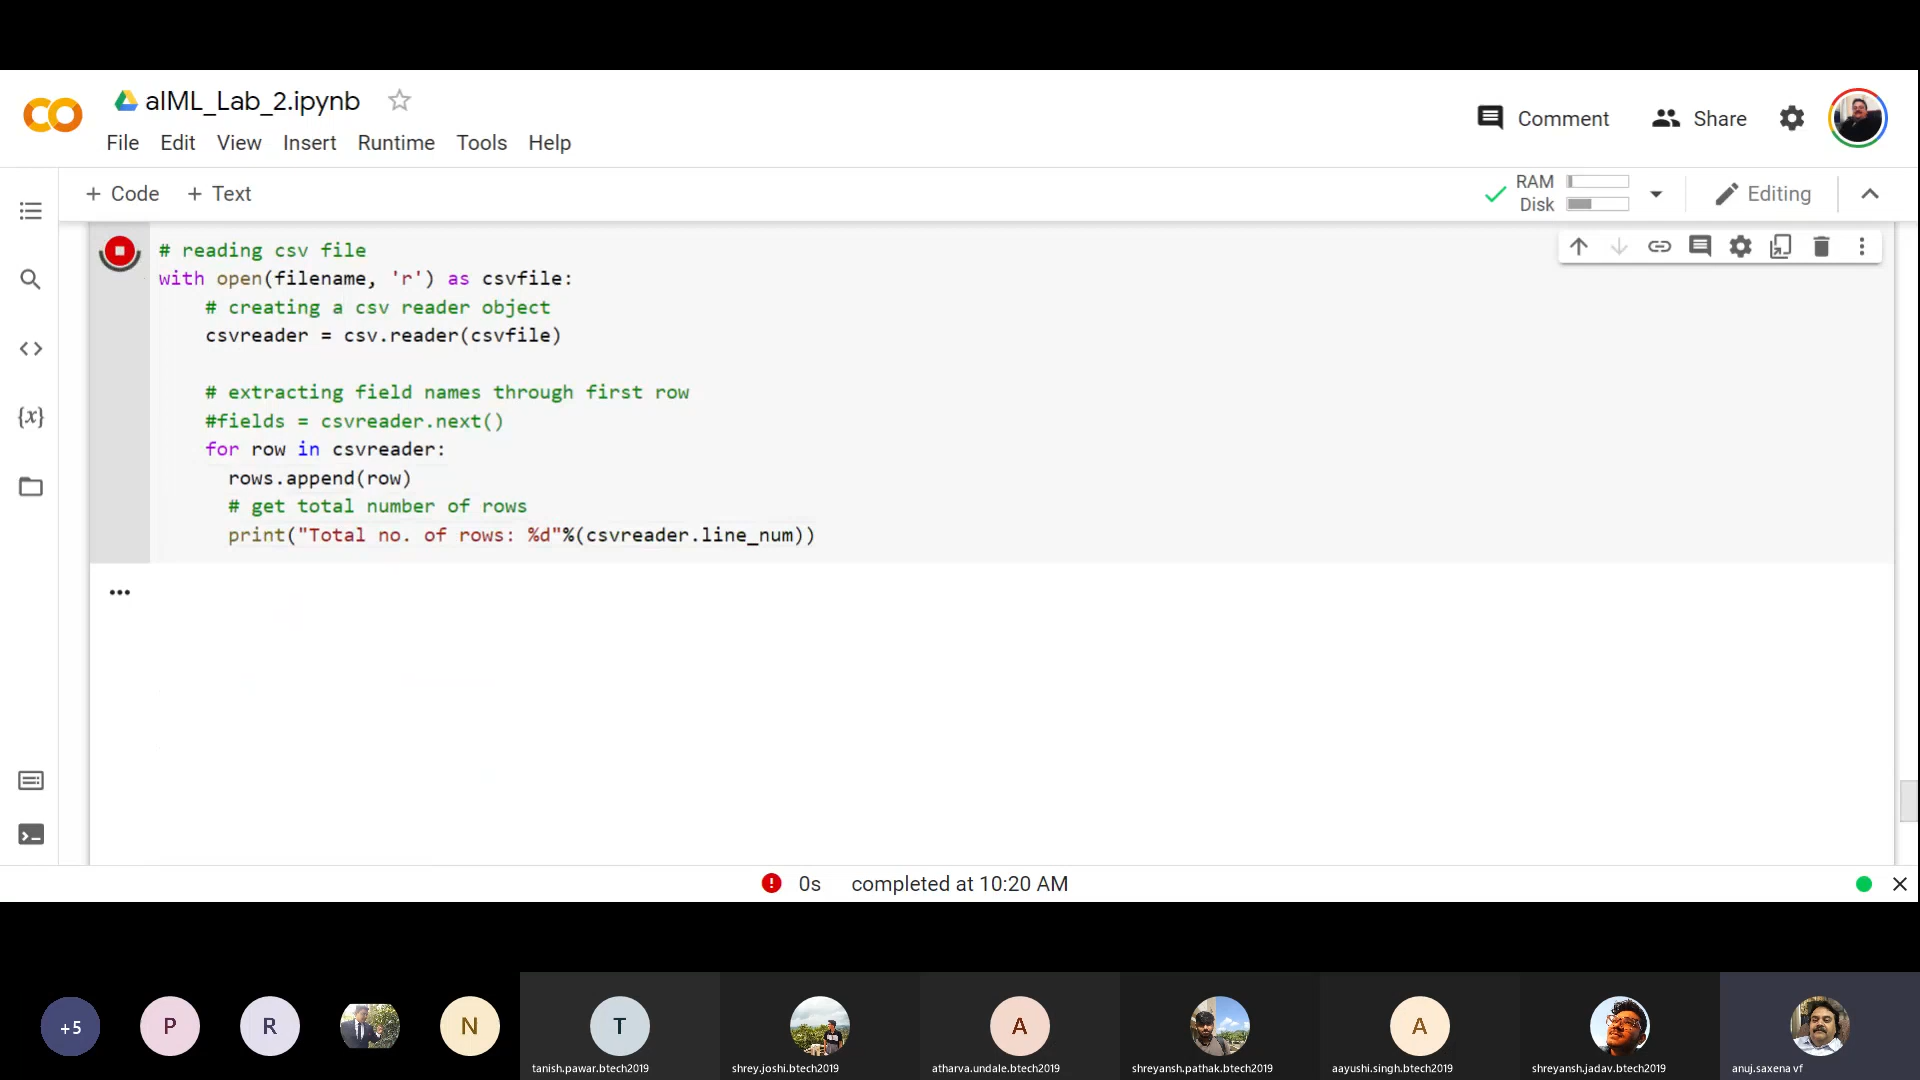 aIML_Lab_2.ipynb
File Edit View Insert Runtime Tools Help
Comment
Share
+ Code + Text
RAM
Disk
Editing
# reading csv file
with open(filename, 'r') as csvfile:
# creating a csv reader object
csvreader = csv.reader(csvfile)
# extracting field names through first row
#fields = csvreader.next()
for row in csvreader:
rows.append(row)
# get total number of rows
print("Total no. of rows: %d"%(csvreader.line_num))
0s completed at 10:20 AM
+5
P
R
N
T
A
A
tanish.pawar.btech2019
shrey.joshi.btech2019
atharva.undale.btech2019
shreyansh.pathak.btech2019
aayushi.singh.btech2019
shreyansh.jadav.btech2019
anuj.saxena vf